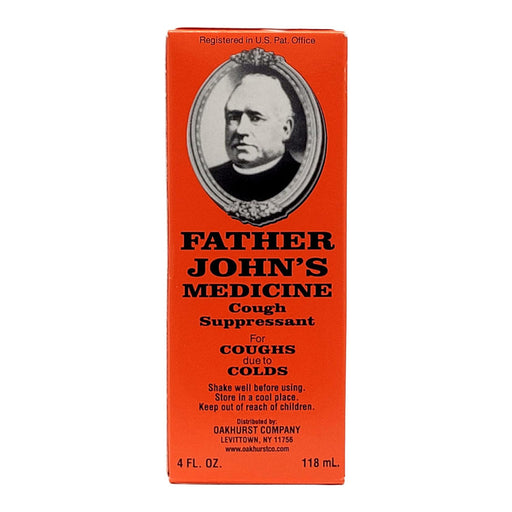 Registered in U.S. Pat. Office
FATHER
JOHN'S
MEDICINE
Cough
Suppressant
For
COUGHS
due to
COLDS
Shake well before using.
Store in a cool place.
Keep out of reach of children.
Distributed by:
OAKHURST COMPANY
LEVITTOWN, NY 11756
www.oakhurstco.com
4 FL. OZ. 118 mL.